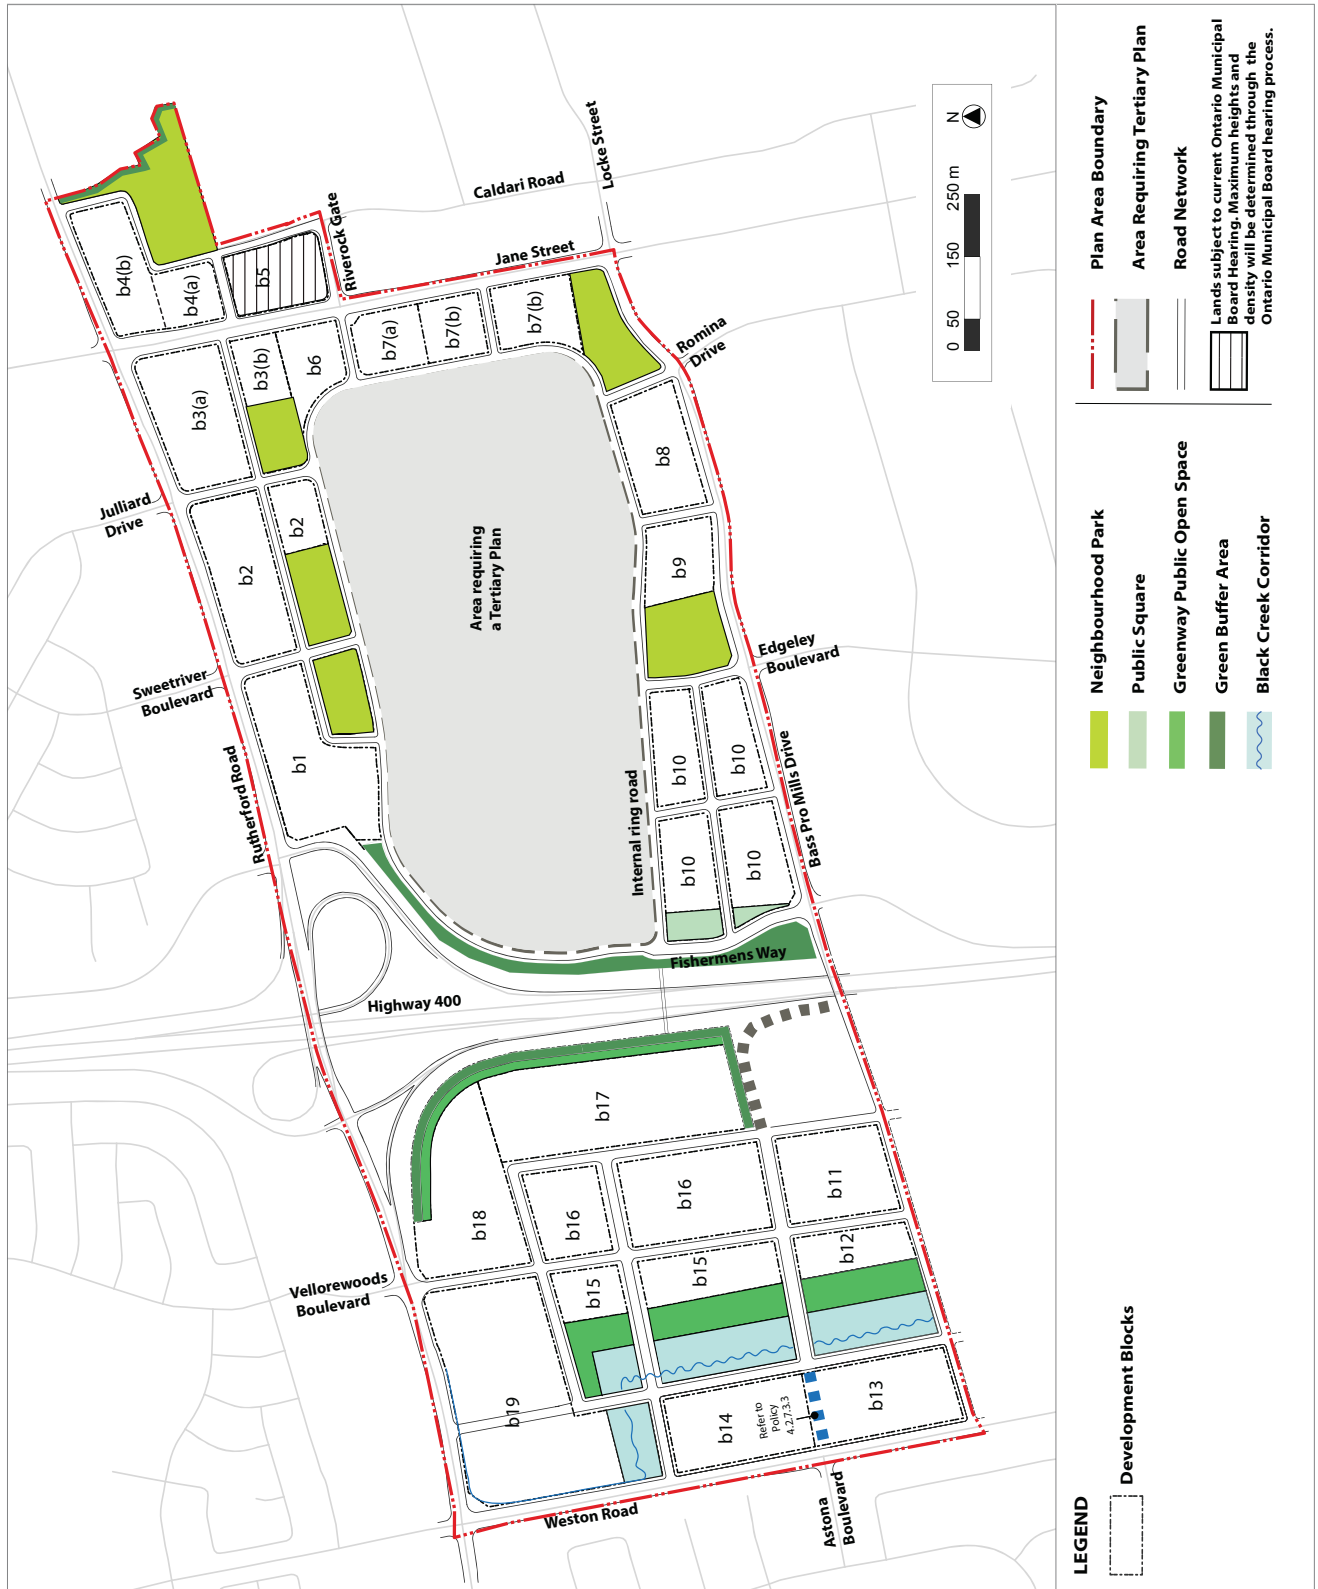 Julliard
Drive
Sweetriver
Boulevard
Rutherford Road
Vellorewoods
Boulevard
Highway 400
Weston Road
Astona
Boulevard
Riverock Gate
Caldari Road
Locke Street
Jane Street
Romina
Drive
Edgeley
Boulevard
Bass Pro Mills Drive
Internal ring road
Fishermens Way
Area requiring
a Tertiary Plan
b4(b)
b4(a)
b5
b3(a)
b3(b)
b6
b7(a)
b7(b)
b7(b)
b2
b2
b1
b8
b9
b10
b10
b10
b10
b17
b18
b16
b16
b11
b15
b15
b12
b19
b14
b13
Refer to
Policy
4.2.7.3.3
0
50
150
250 m
N
LEGEND
Development Blocks
Neighbourhood Park
Public Square
Greenway Public Open Space
Green Buffer Area
Black Creek Corridor
Plan Area Boundary
Area Requiring Tertiary Plan
Road Network
Lands subject to current Ontario Municipal
Board Hearing. Maximum heights and
density will be determined through the
Ontario Municipal Board hearing process.